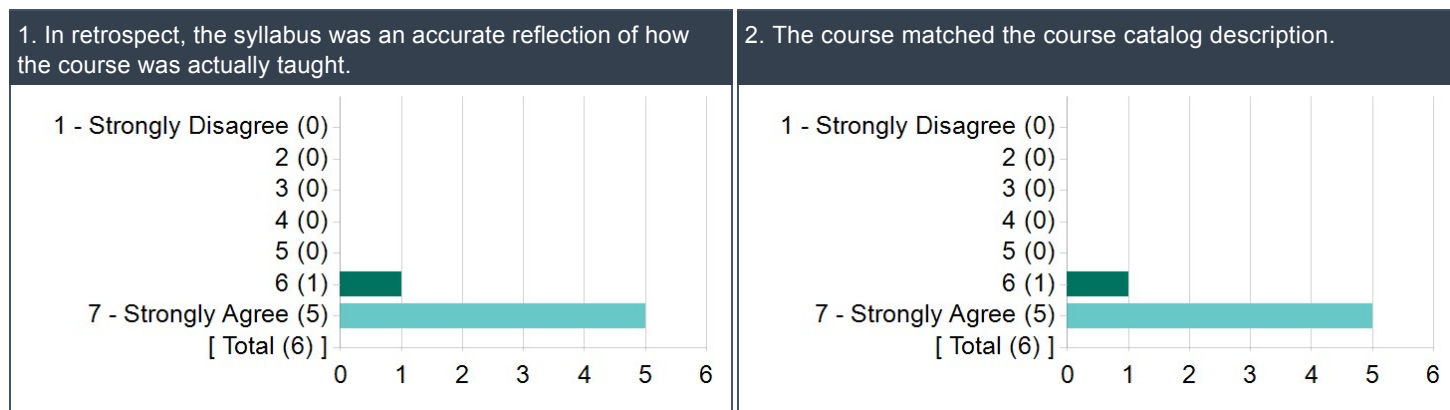 1. In retrospect, the syllabus was an accurate reflection of how
the course was actually taught.
1 - Strongly Disagree (0)
2 (0)
3 (0)
4 (0)
5 (0)
6 (1)
7 - Strongly Agree (5)
[ Total (6) ]
0 1 2 3 4 5 6
2. The course matched the course catalog description.
1 - Strongly Disagree (0)
2 (0)
3 (0)
4 (0)
5 (0)
6 (1)
7 - Strongly Agree (5)
[ Total (6) ]
0 1 2 3 4 5 6